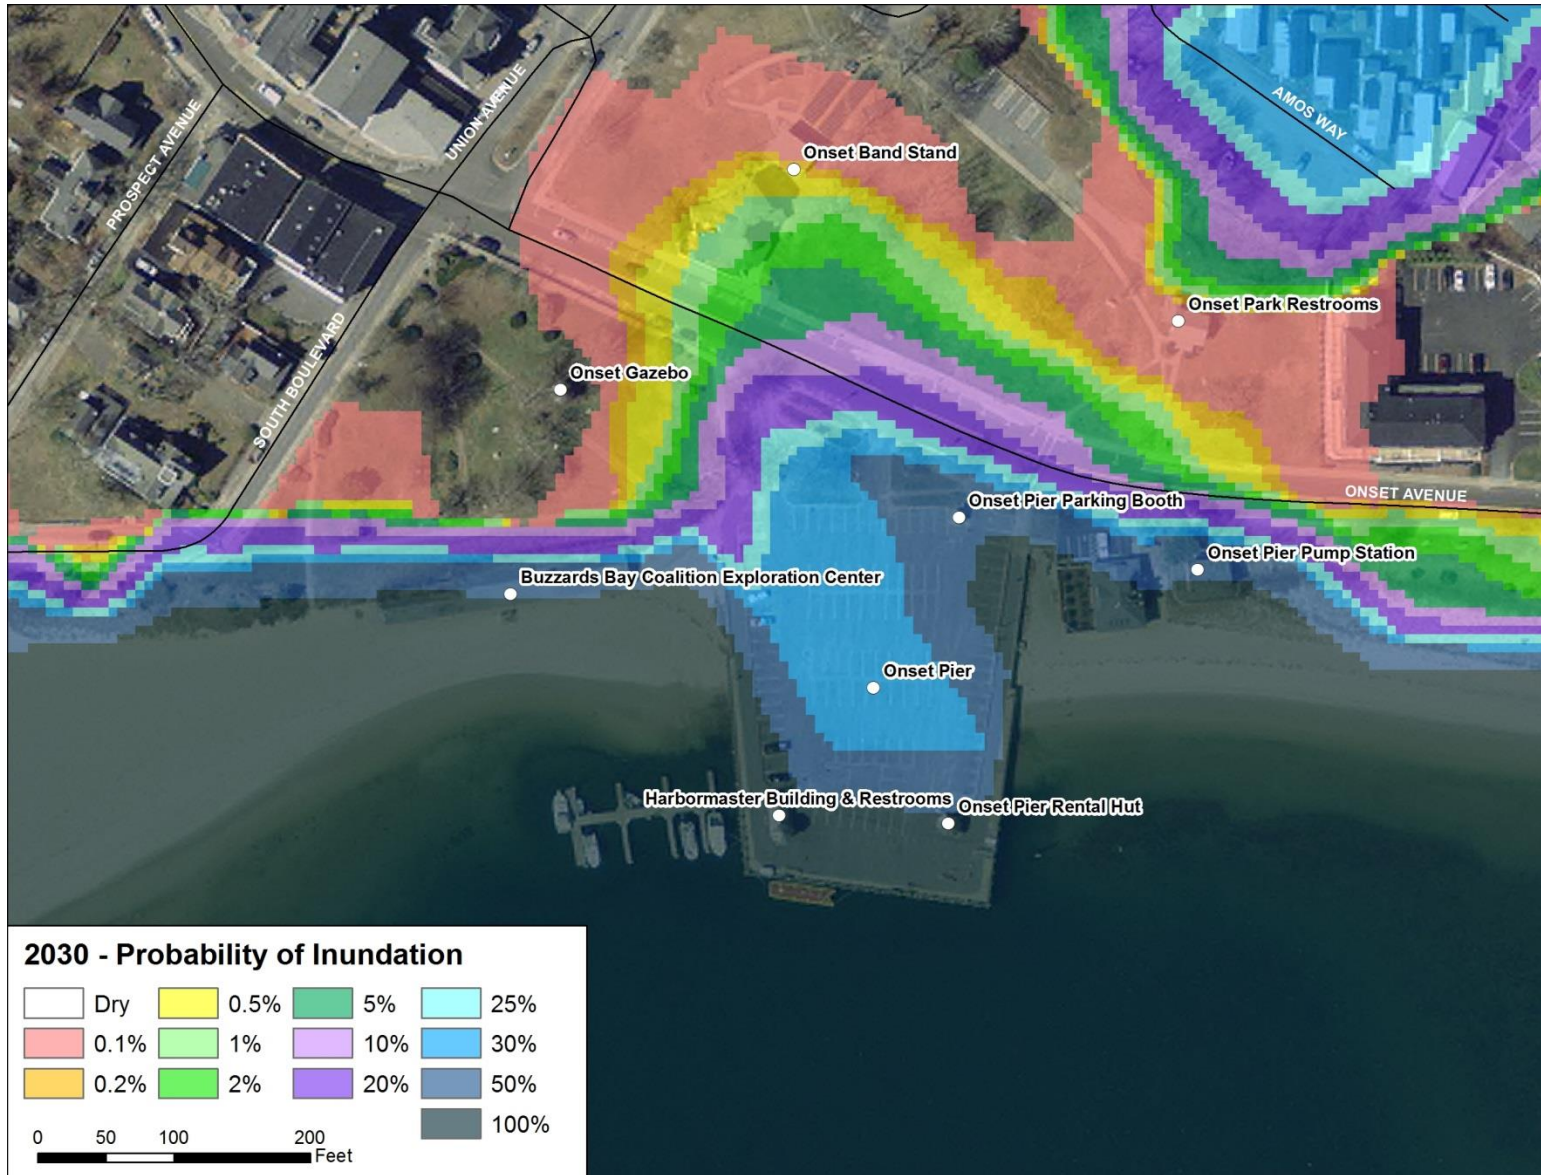 AMOS WAY
UNION AVENUE
PROSPECT AVENUE
Onset Band Stand
Onset Park Restrooms
SOUTH BOULEVARD
Onset Gazebo
ONSET AVENUE
Onset Pier Parking Booth
Onset Pier Pump Station
Buzzards Bay Coalition Exploration Center
Onset Pier
Harbormaster Building & Restrooms
Onset Pier Rental Hut
2030 - Probability of Inundation
Dry 0.5% 5% 25%
0.1% 1% 10% 30%
0.2% 2% 20% 50%
100%
0 50 100 200
Feet